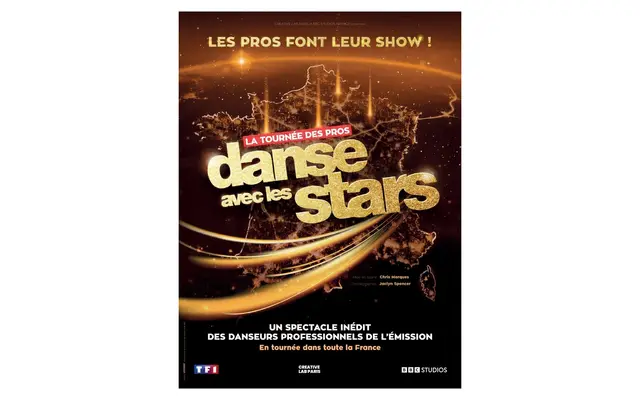 LES PROS FONT LEUR SHOW !
LA TOURNÉE DES PROS
danse
avec les
stars
Chris Marques
Jaclyn Spencer
UN SPECTACLE INÉDIT
DES DANSEURS PROFESSIONNELS DE L'ÉMISSION
En tournée dans toute la France
TF1
CREATIVE
LAB PARIS
BBC STUDIOS